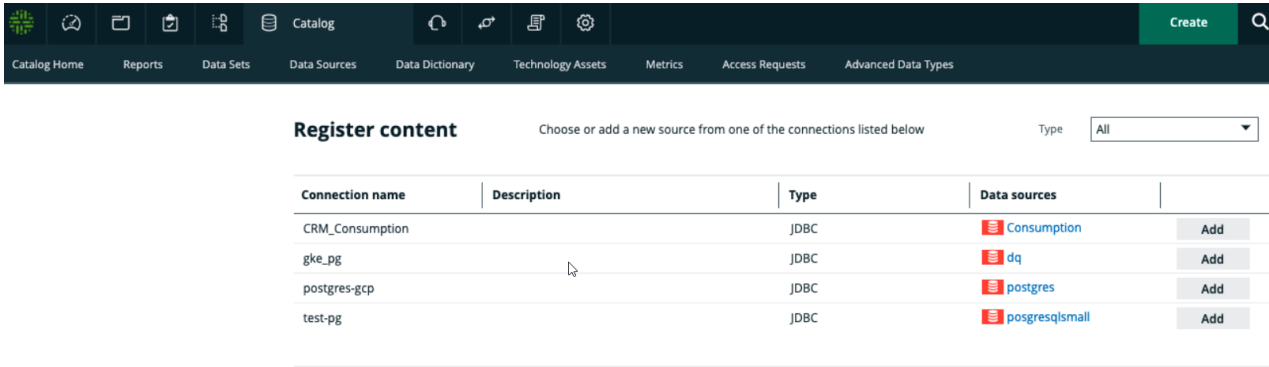 Catalog Create
Catalog Home Reports Data Sets Data Sources Data Dictionary Technology Assets Metrics Access Requests Advanced Data Types
Register content Choose or add a new source from one of the connections listed below Type All
Connection name Description Type Data sources
CRM_Consumption JDBC Consumption Add
gke_pg JDBC dq Add
postgres-gcp JDBC postgres Add
test-pg JDBC posgresqlsmall Add